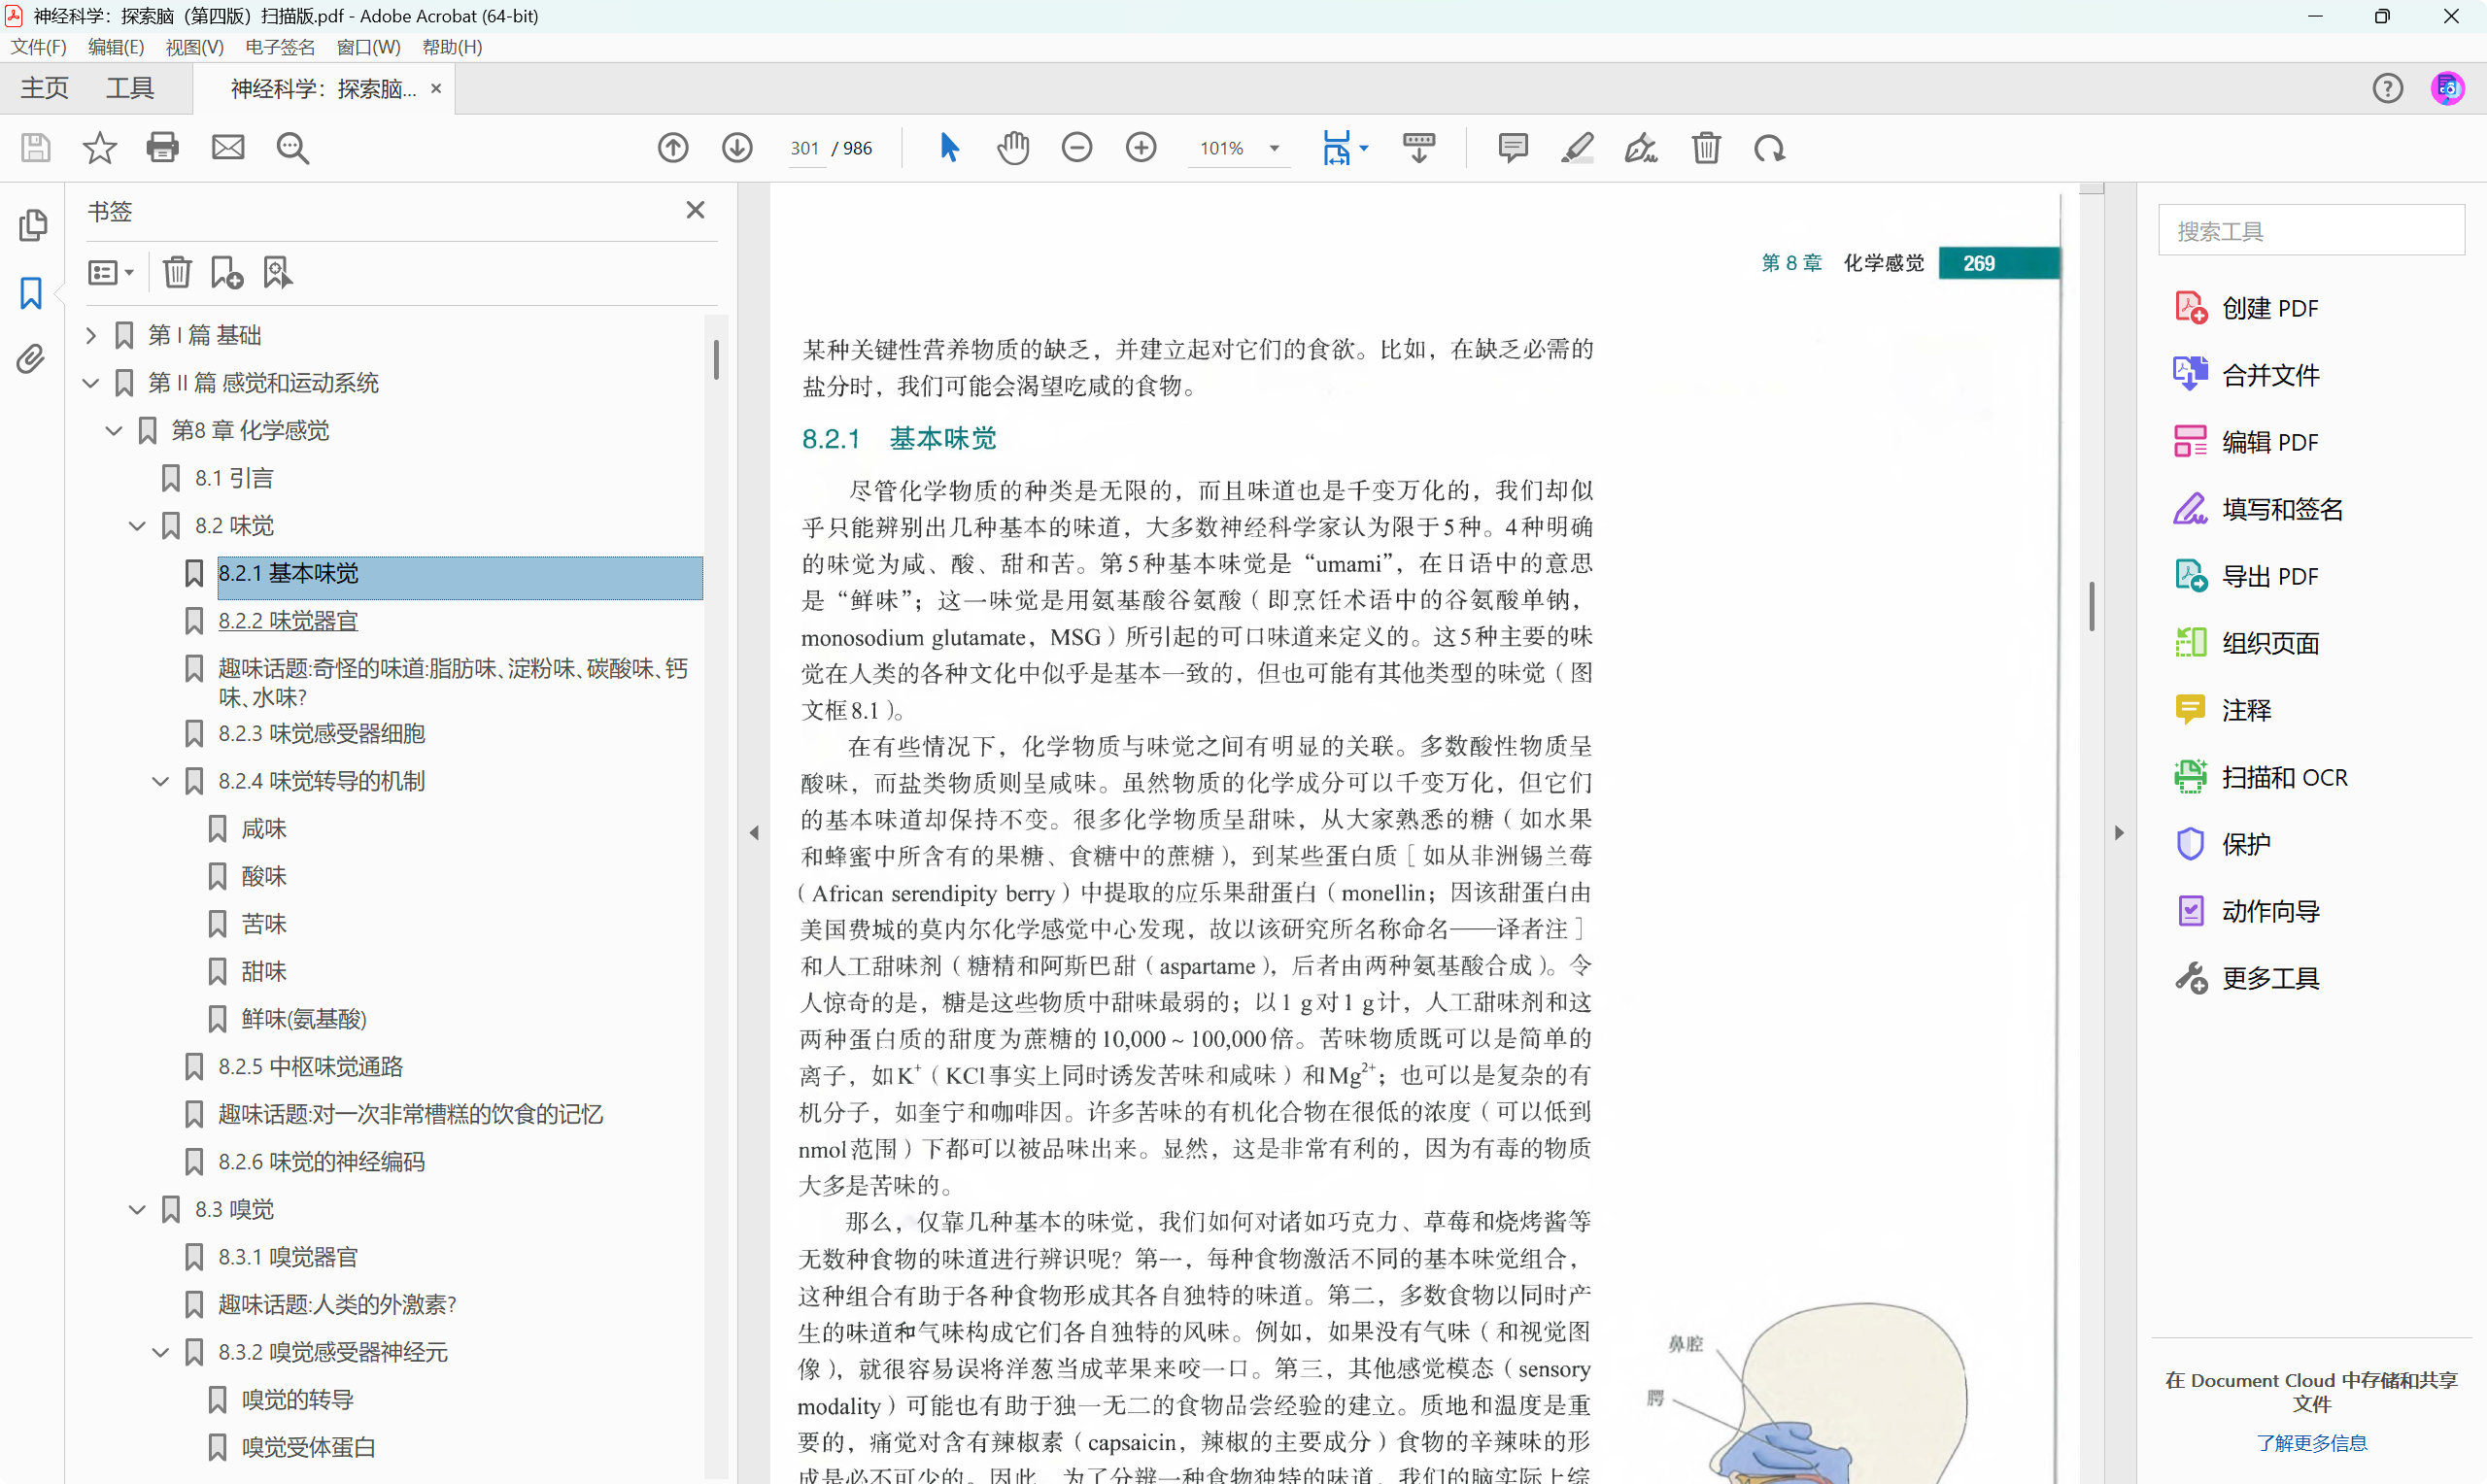 神经科学：探索脑（第四版）扫描版.pdf - Adobe Acrobat (64-bit)
文件(F) 编辑(E) 视图(V) 电子签名 窗口(W) 帮助(H)
主页 工具 神经科学：探索脑... ×
301 / 986 101%
书签
第 I 篇 基础
第 II 篇 感觉和运动系统
第8 章 化学感觉
8.1 引言
8.2 味觉
8.2.1 基本味觉
8.2.2 味觉器官
趣味话题:奇怪的味道:脂肪味、淀粉味、碳酸味、钙
味、水味?
8.2.3 味觉感受器细胞
8.2.4 味觉转导的机制
咸味
酸味
苦味
甜味
鲜味(氨基酸)
8.2.5 中枢味觉通路
趣味话题:对一次非常槽糕的饮食的记忆
8.2.6 味觉的神经编码
8.3 嗅觉
8.3.1 嗅觉器官
趣味话题:人类的外激素?
8.3.2 嗅觉感受器神经元
嗅觉的转导
嗅觉受体蛋白
第 8 章 化学感觉 269
某种关键性营养物质的缺乏，并建立起对它们的食欲。比如，在缺乏必需的
盐分时，我们可能会渴望吃咸的食物。
8.2.1 基本味觉
尽管化学物质的种类是无限的，而且味道也是千变万化的，我们却似
乎只能辨别出几种基本的味道，大多数神经科学家认为限于5种。4种明确
的味觉为咸、酸、甜和苦。第5种基本味觉是“umami”，在日语中的意思
是“鲜味”；这一味觉是用氨基酸谷氨酸（即烹饪术语中的谷氨酸单钠，
monosodium glutamate，MSG）所引起的可口味道来定义的。这5种主要的味
觉在人类的各种文化中似乎是基本一致的，但也可能有其他类型的味觉（图
文框8.1）。
在有些情况下，化学物质与味觉之间有明显的关联。多数酸性物质呈
酸味，而盐类物质则呈咸味。虽然物质的化学成分可以千变万化，但它们
的基本味道却保持不变。很多化学物质呈甜味，从大家熟悉的糖（如水果
和蜂蜜中所含有的果糖、食糖中的蔗糖），到某些蛋白质［如从非洲锡兰莓
（African serendipity berry）中提取的应乐果甜蛋白（monellin；因该甜蛋白由
美国费城的莫内尔化学感觉中心发现，故以该研究所名称命名——译者注］
和人工甜味剂（糖精和阿斯巴甜（aspartame），后者由两种氨基酸合成）。令
人惊奇的是，糖是这些物质中甜味最弱的；以1 g对1 g计，人工甜味剂和这
两种蛋白质的甜度为蔗糖的10,000～100,000倍。苦味物质既可以是简单的
离子，如K⁺（KCl事实上同时诱发苦味和咸味）和Mg²⁺；也可以是复杂的有
机分子，如奎宁和咖啡因。许多苦味的有机化合物在很低的浓度（可以低到
nmol范围）下都可以被品味出来。显然，这是非常有利的，因为有毒的物质
大多是苦味的。
那么，仅靠几种基本的味觉，我们如何对诸如巧克力、草莓和烧烤酱等
无数种食物的味道进行辨识呢？第一，每种食物激活不同的基本味觉组合，
这种组合有助于各种食物形成其各自独特的味道。第二，多数食物以同时产
生的味道和气味构成它们各自独特的风味。例如，如果没有气味（和视觉图
像），就很容易误将洋葱当成苹果来咬一口。第三，其他感觉模态（sensory
modality）可能也有助于独一无二的食物品尝经验的建立。质地和温度是重
要的，痛觉对含有辣椒素（capsaicin，辣椒的主要成分）食物的辛辣味的形
成是必不可少的。因此，为了分辨一种食物独特的味道，我们的脑实际上综
鼻腔
腭
搜索工具
创建 PDF
合并文件
编辑 PDF
填写和签名
导出 PDF
组织页面
注释
扫描和 OCR
保护
动作向导
更多工具
在 Document Cloud 中存储和共享
文件
了解更多信息